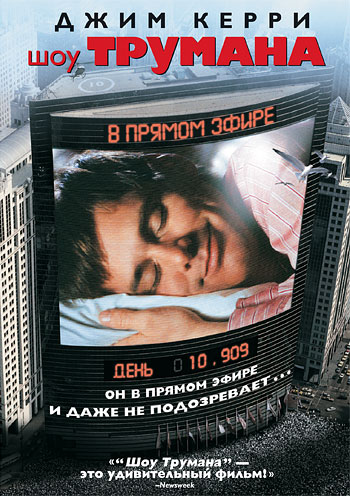 ДЖИМ КЕРРИ
ШОУ ТРУМАНА
В ПРЯМОМ ЭФИРЕ
ДЕНЬ 010,909
ОН В ПРЯМОМ ЭФИРЕ
И ДАЖЕ НЕ ПОДОЗРЕВАЕТ...
«“Шоу Трумана” —
это удивительный фильм!»
–Newsweek